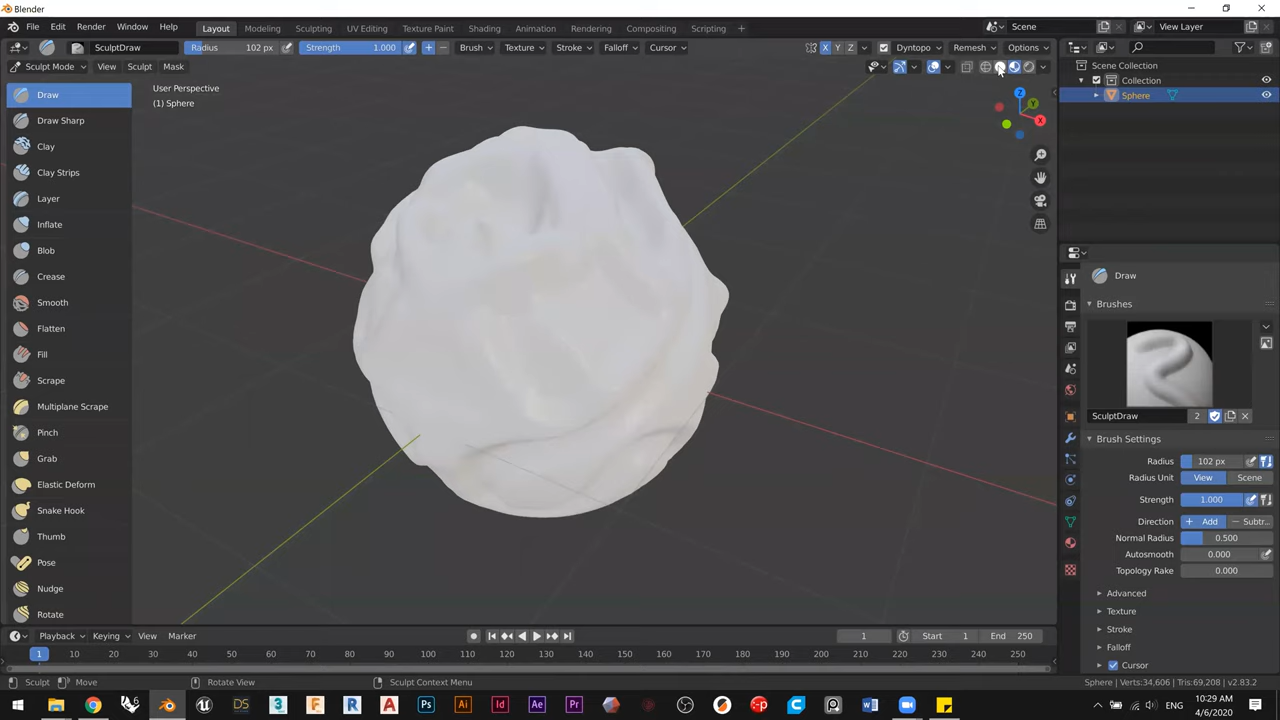 Blender
File Edit Render Window Help Layout Modeling Sculpting UV Editing Texture Paint Shading Animation Rendering Compositing Scripting + Scene View Layer
SculptDraw Radius 102 px Strength 1.000 Brush Texture Stroke Falloff Cursor X Y Z Dyntopo Remesh Options
Sculpt Mode View Sculpt Mask
User Perspective
(1) Sphere
Draw
Draw Sharp
Clay
Clay Strips
Layer
Inflate
Blob
Crease
Smooth
Flatten
Fill
Scrape
Multiplane Scrape
Pinch
Grab
Elastic Deform
Snake Hook
Thumb
Pose
Nudge
Rotate
Z
Y
X
Scene Collection
Collection
Sphere
Draw
Brushes
SculptDraw 2
Brush Settings
Radius 102 px
Radius Unit View Scene
Strength 1.000
Direction + Add − Subtr...
Normal Radius 0.500
Autosmooth 0.000
Topology Rake 0.000
Advanced
Texture
Stroke
Falloff
Cursor
Playback Keying View Marker 1 Start 1 End 250
1 10 20 30 40 50 60 70 80 90 100 110 120 130 140 150 160 170 180 190 200 210 220 230 240 250
Sculpt Move Rotate View Sculpt Context Menu Sphere | Verts:34,606 | Tris:69,208 | v2.83.2
DS 3 F R A Ps Ai Id Ae Pr W
10:29 AM
4/6/2020